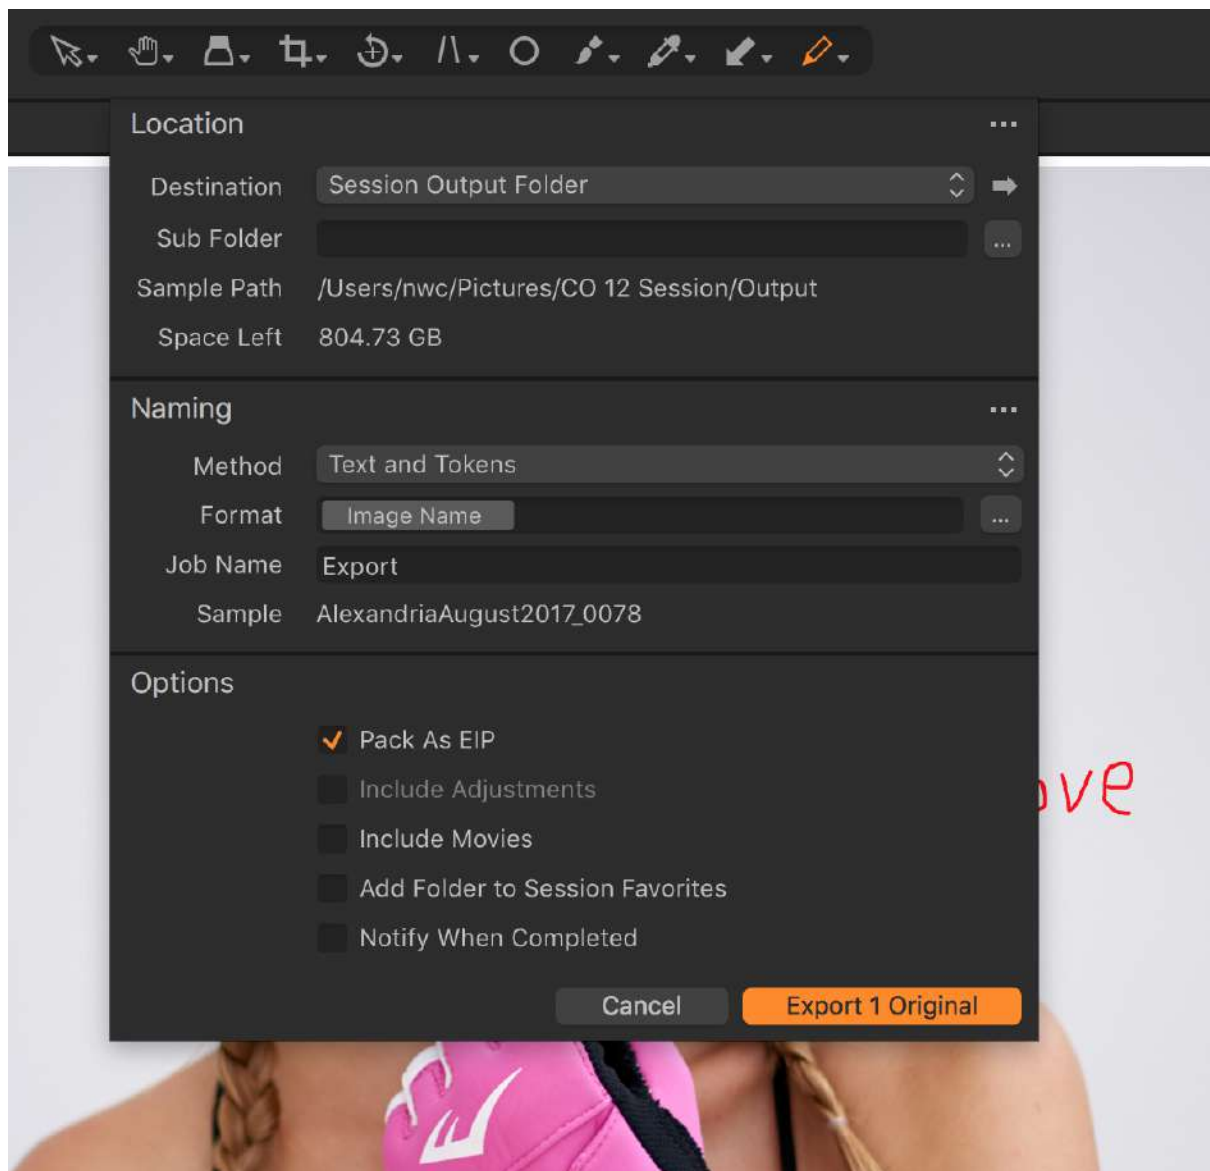 Location
Destination Session Output Folder
Sub Folder ...
Sample Path /Users/nwc/Pictures/CO 12 Session/Output
Space Left 804.73 GB
Naming
Method Text and Tokens
Format Image Name ...
Job Name Export
Sample AlexandriaAugust2017_0078
Options
Pack As EIP
Include Adjustments
ove
Include Movies
Add Folder to Session Favorites
Notify When Completed
Cancel Export 1 Original